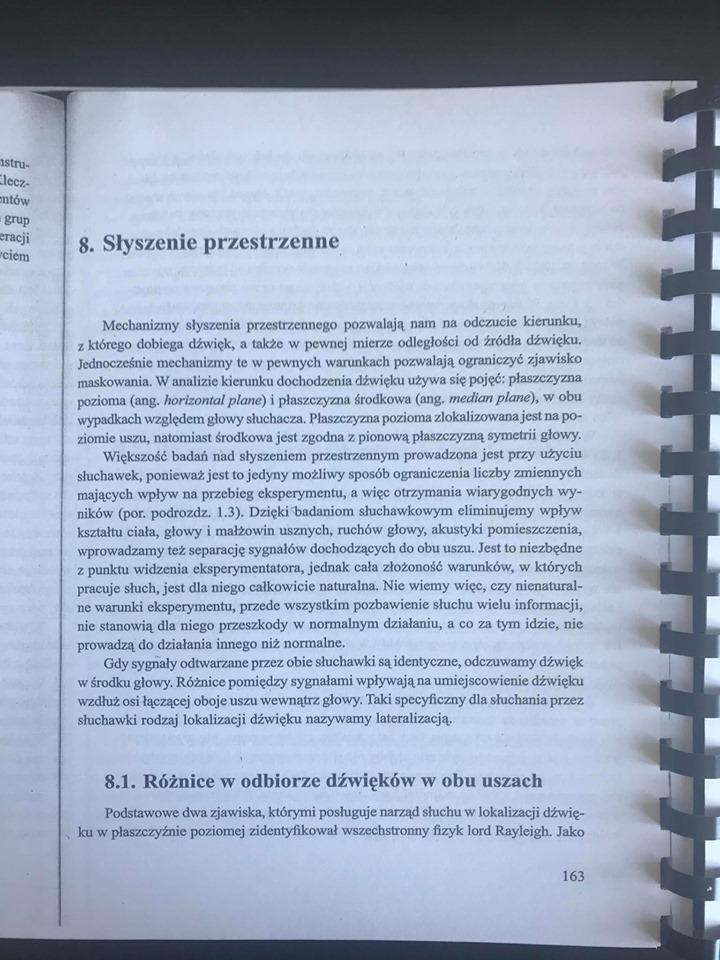 nstru-
lecz-
entów
grup
eracji
yciem
8. Słyszenie przestrzenne
Mechanizmy słyszenia przestrzennego pozwalają nam na odczucie kierunku,
z którego dobiega dźwięk, a także w pewnej mierze odległości od źródła dźwięku.
Jednocześnie mechanizmy te w pewnych warunkach pozwalają ograniczyć zjawisko
maskowania. W analizie kierunku dochodzenia dźwięku używa się pojęć: płaszczyzna
pozioma (ang. horizontal plane) i płaszczyzna środkowa (ang. median plane), w obu
wypadkach względem głowy słuchacza. Płaszczyzna pozioma zlokalizowana jest na po-
ziomie uszu, natomiast środkowa jest zgodna z pionową płaszczyzną symetrii głowy.
Większość badań nad słyszeniem przestrzennym prowadzona jest przy użyciu
słuchawek, ponieważ jest to jedyny możliwy sposób ograniczenia liczby zmiennych
mających wpływ na przebieg eksperymentu, a więc otrzymania wiarygodnych wy-
ników (por. podrozdz. 1.3). Dzięki badaniom słuchawkowym eliminujemy wpływ
kształtu ciała, głowy i małżowin usznych, ruchów głowy, akustyki pomieszczenia,
wprowadzamy też separację sygnałów dochodzących do obu uszu. Jest to niezbędne
z punktu widzenia eksperymentatora, jednak cała złożoność warunków, w których
pracuje słuch, jest dla niego całkowicie naturalna. Nie wiemy więc, czy nienatural-
ne warunki eksperymentu, przede wszystkim pozbawienie słuchu wielu informacji,
nie stanowią dla niego przeszkody w normalnym działaniu, a co za tym idzie, nie
prowadzą do działania innego niż normalne.
Gdy sygnały odtwarzane przez obie słuchawki są identyczne, odczuwamy dźwięk
w środku głowy. Różnice pomiędzy sygnałami wpływają na umiejscowienie dźwięku
wzdłuż osi łączącej oboje uszu wewnątrz głowy. Taki specyficzny dla słuchania przez
słuchawki rodzaj lokalizacji dźwięku nazywamy lateralizacją.
8.1. Różnice w odbiorze dźwięków w obu uszach
Podstawowe dwa zjawiska, którymi posługuje narząd słuchu w lokalizacji dźwię-
ku w płaszczyźnie poziomej zidentyfikował wszechstronny fizyk lord Rayleigh. Jako
163